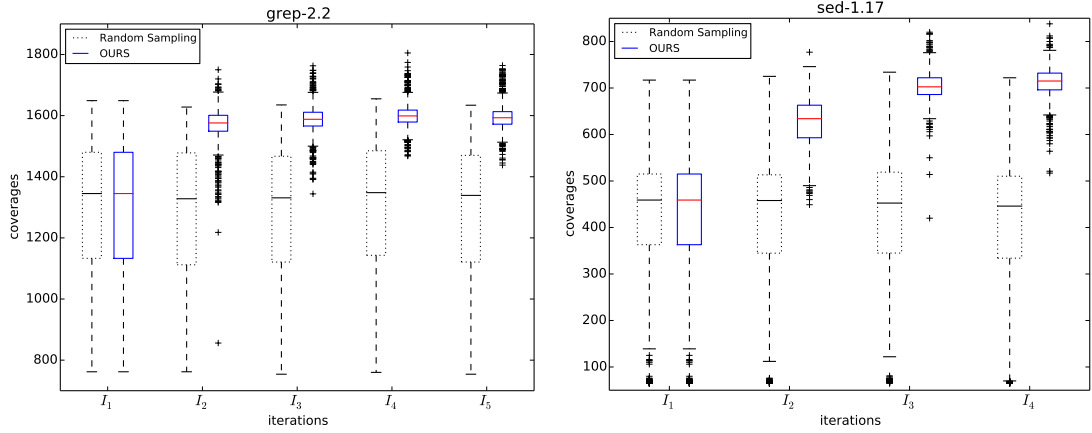 grep-2.2
Random Sampling
OURS
1800
1600
1400
1200
1000
800
coverages
I1 I2 I3 I4 I5
iterations
sed-1.17
Random Sampling
OURS
800
700
600
500
400
300
200
100
coverages
I1 I2 I3 I4
iterations